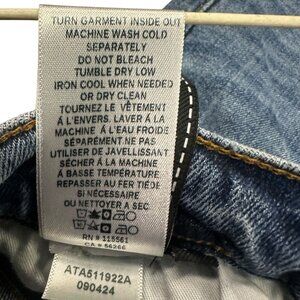 TURN GARMENT INSIDE OUT
MACHINE WASH COLD
SEPARATELY
DO NOT BLEACH
TUMBLE DRY LOW
IRON COOL WHEN NEEDED
OR DRY CLEAN
TOURNEZ LE VÊTEMENT
À L'ENVERS. LAVER À LA
MACHINE À L'EAU FROIDE
SÉPARÉMENT NE PAS
UTILISER DE JAVELLISSANT
SÉCHER À LA MACHINE
À BASSE TEMPÉRATURE
REPASSER AU FER TIÈDE
SI NÉCESSAIRE
OU NETTOYER A SEC
RN # 115561
CA # 56266
ATA511922A
090424